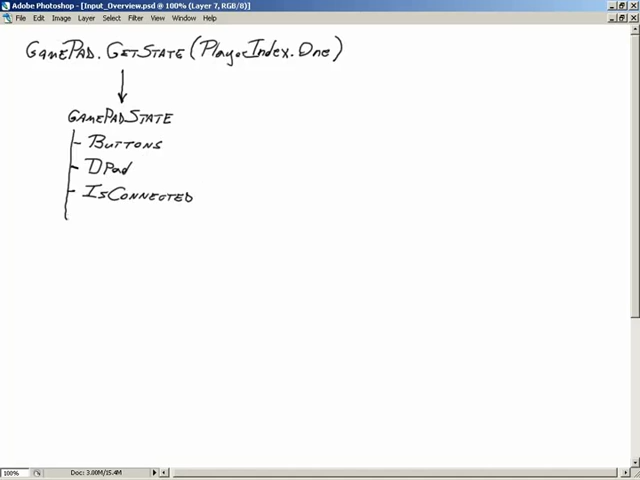 Adobe Photoshop - [Input_Overview.psd @ 100% (Layer 7, RGB/8)]
File Edit Image Layer Select Filter View Window Help
GamePad.GetState(PlayerIndex.One)
GamePadState
Buttons
DPad
IsConnected
100% Doc: 3.00M/15.4M